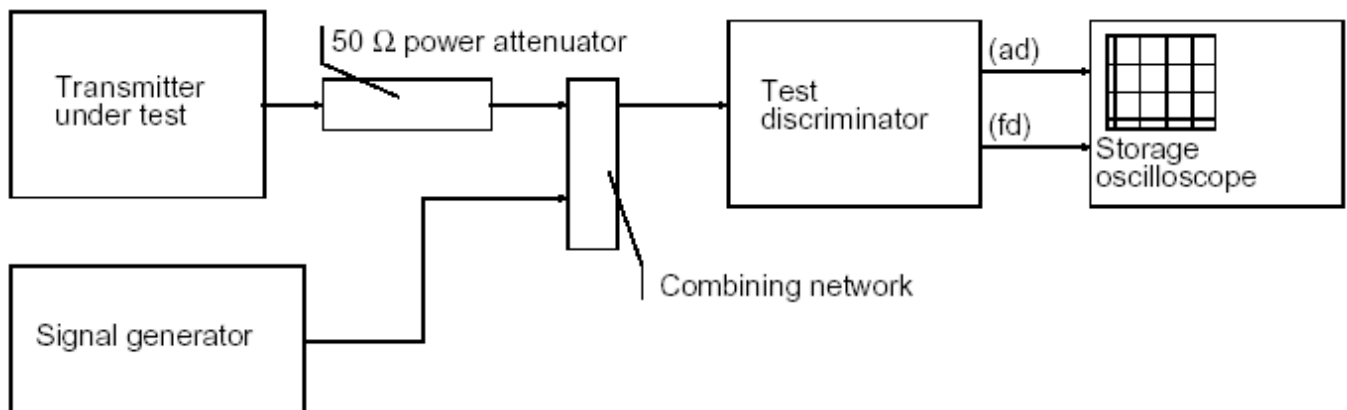 50 Ω power attenuator
Transmitter
under test
Test
discriminator
(ad)
(fd)
Storage
oscilloscope
Combining network
Signal generator